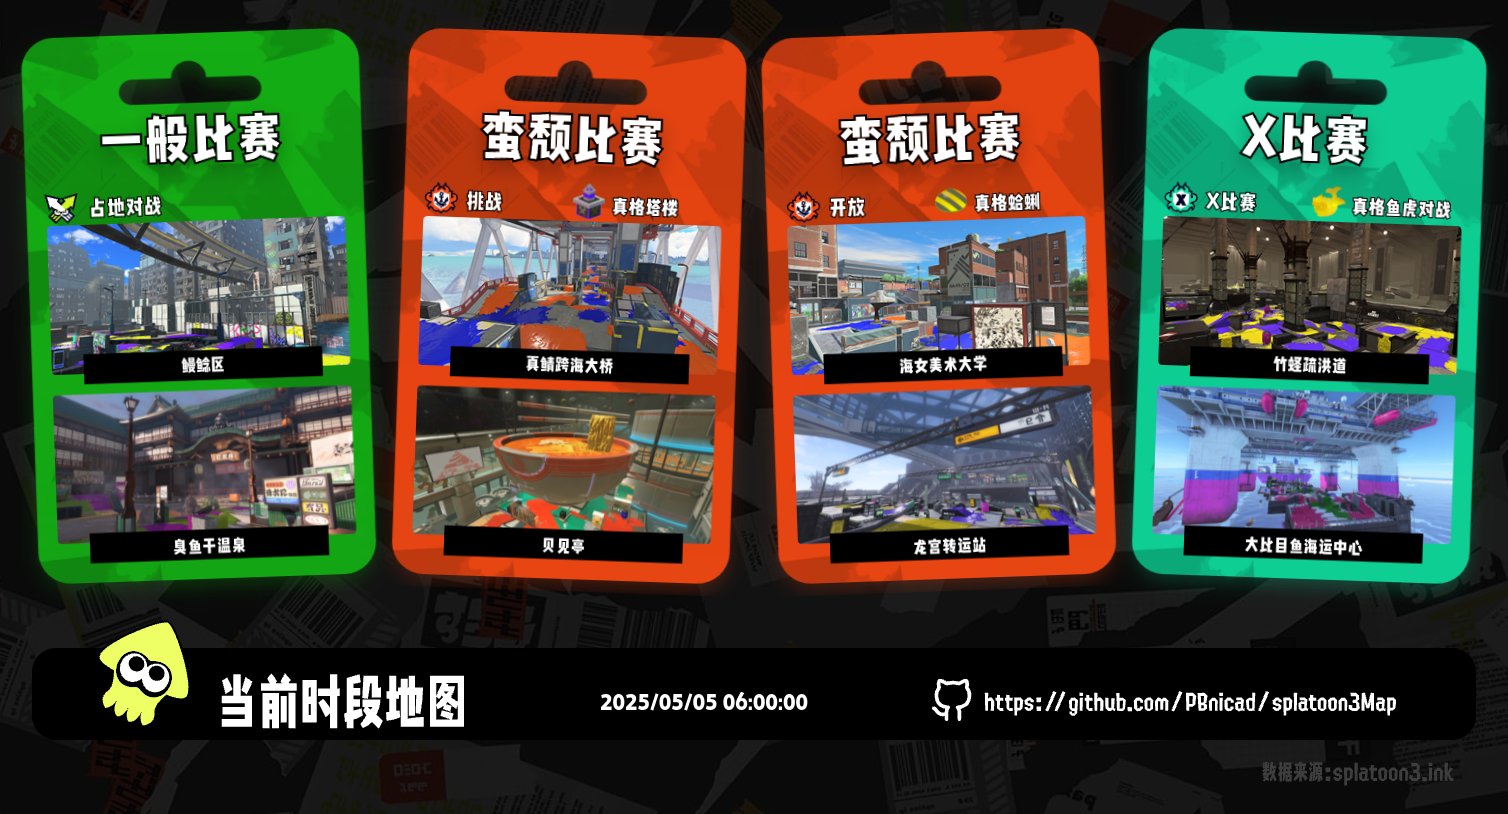 一般比赛
占地对战
鳗鲶区
臭鱼干温泉
蛮颓比赛
挑战
真格塔楼
真鲭跨海大桥
贝见亭
蛮颓比赛
开放
真格蛤蜊
海女美术大学
龙宫转运站
X比赛
X比赛
真格鱼虎对战
竹蛏疏洪道
大比目鱼海运中心
当前时段地图
2025/05/05 06:00:00
https://github.com/PBnicad/splatoon3Map
数据来源:splatoon3.ink